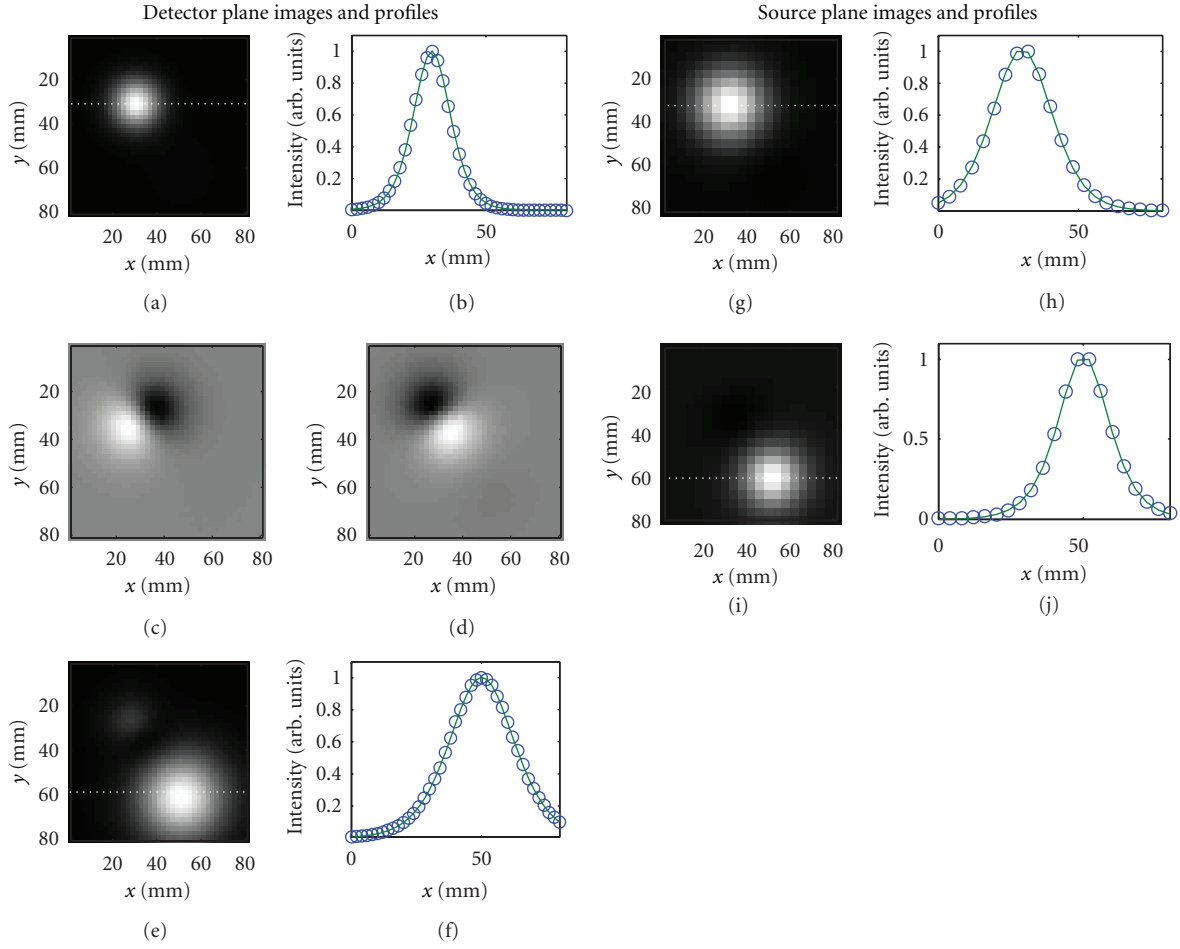 Detector plane images and profiles
Source plane images and profiles
y (mm)
20
40
60
80
20 40 60 80
x (mm)
(a)
Intensity (arb. units)
1
0.8
0.6
0.4
0.2
50
x (mm)
(b)
y (mm)
20
40
60
80
20 40 60 80
x (mm)
(g)
Intensity (arb. units)
1
0.8
0.6
0.4
0.2
0 50
x (mm)
(h)
y (mm)
20
40
60
80
20 40 60 80
x (mm)
(c)
y (mm)
20
40
60
80
20 40 60 80
x (mm)
(d)
y (mm)
20
40
60
80
20 40 60 80
x (mm)
(i)
Intensity (arb. units)
1
0.5
0
0 50
x (mm)
(j)
y (mm)
20
40
60
80
20 40 60 80
x (mm)
(e)
Intensity (arb. units)
1
0.8
0.6
0.4
0.2
0 50
x (mm)
(f)